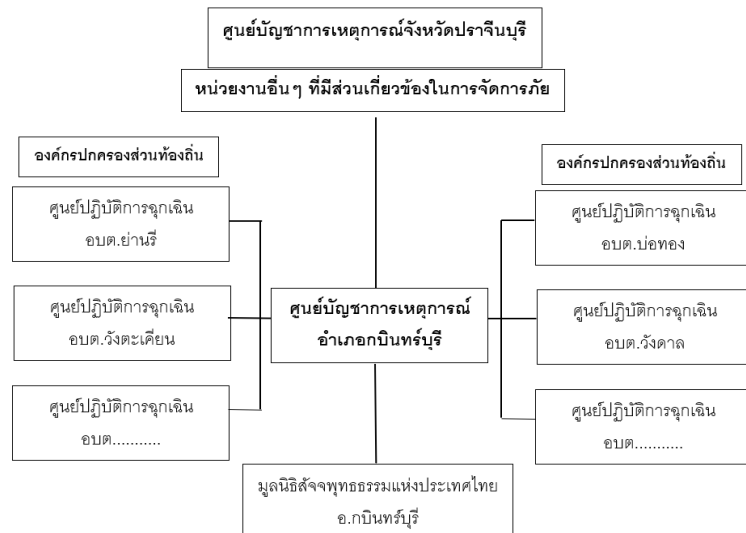 ศูนย์บัญชาการเหตุการณ์จังหวัดปราจีนบุรี
หน่วยงานอื่นๆ ที่มีส่วนเกี่ยวข้องในการจัดการภัย
องค์กรปกครองส่วนท้องถิ่น
ศูนย์ปฏิบัติการฉุกเฉิน
อบต.ย่านรี
ศูนย์ปฏิบัติการฉุกเฉิน
อบต.วังตะเคียน
ศูนย์ปฏิบัติการฉุกเฉิน
อบต...........
ศูนย์บัญชาการเหตุการณ์
อำเภอกบินทร์บุรี
มูลนิธิสัจจพุทธธรรมแห่งประเทศไทย
อ.กบินทร์บุรี
องค์กรปกครองส่วนท้องถิ่น
ศูนย์ปฏิบัติการฉุกเฉิน
อบต.บ่อทอง
ศูนย์ปฏิบัติการฉุกเฉิน
อบต.วังดาล
ศูนย์ปฏิบัติการฉุกเฉิน
อบต...........